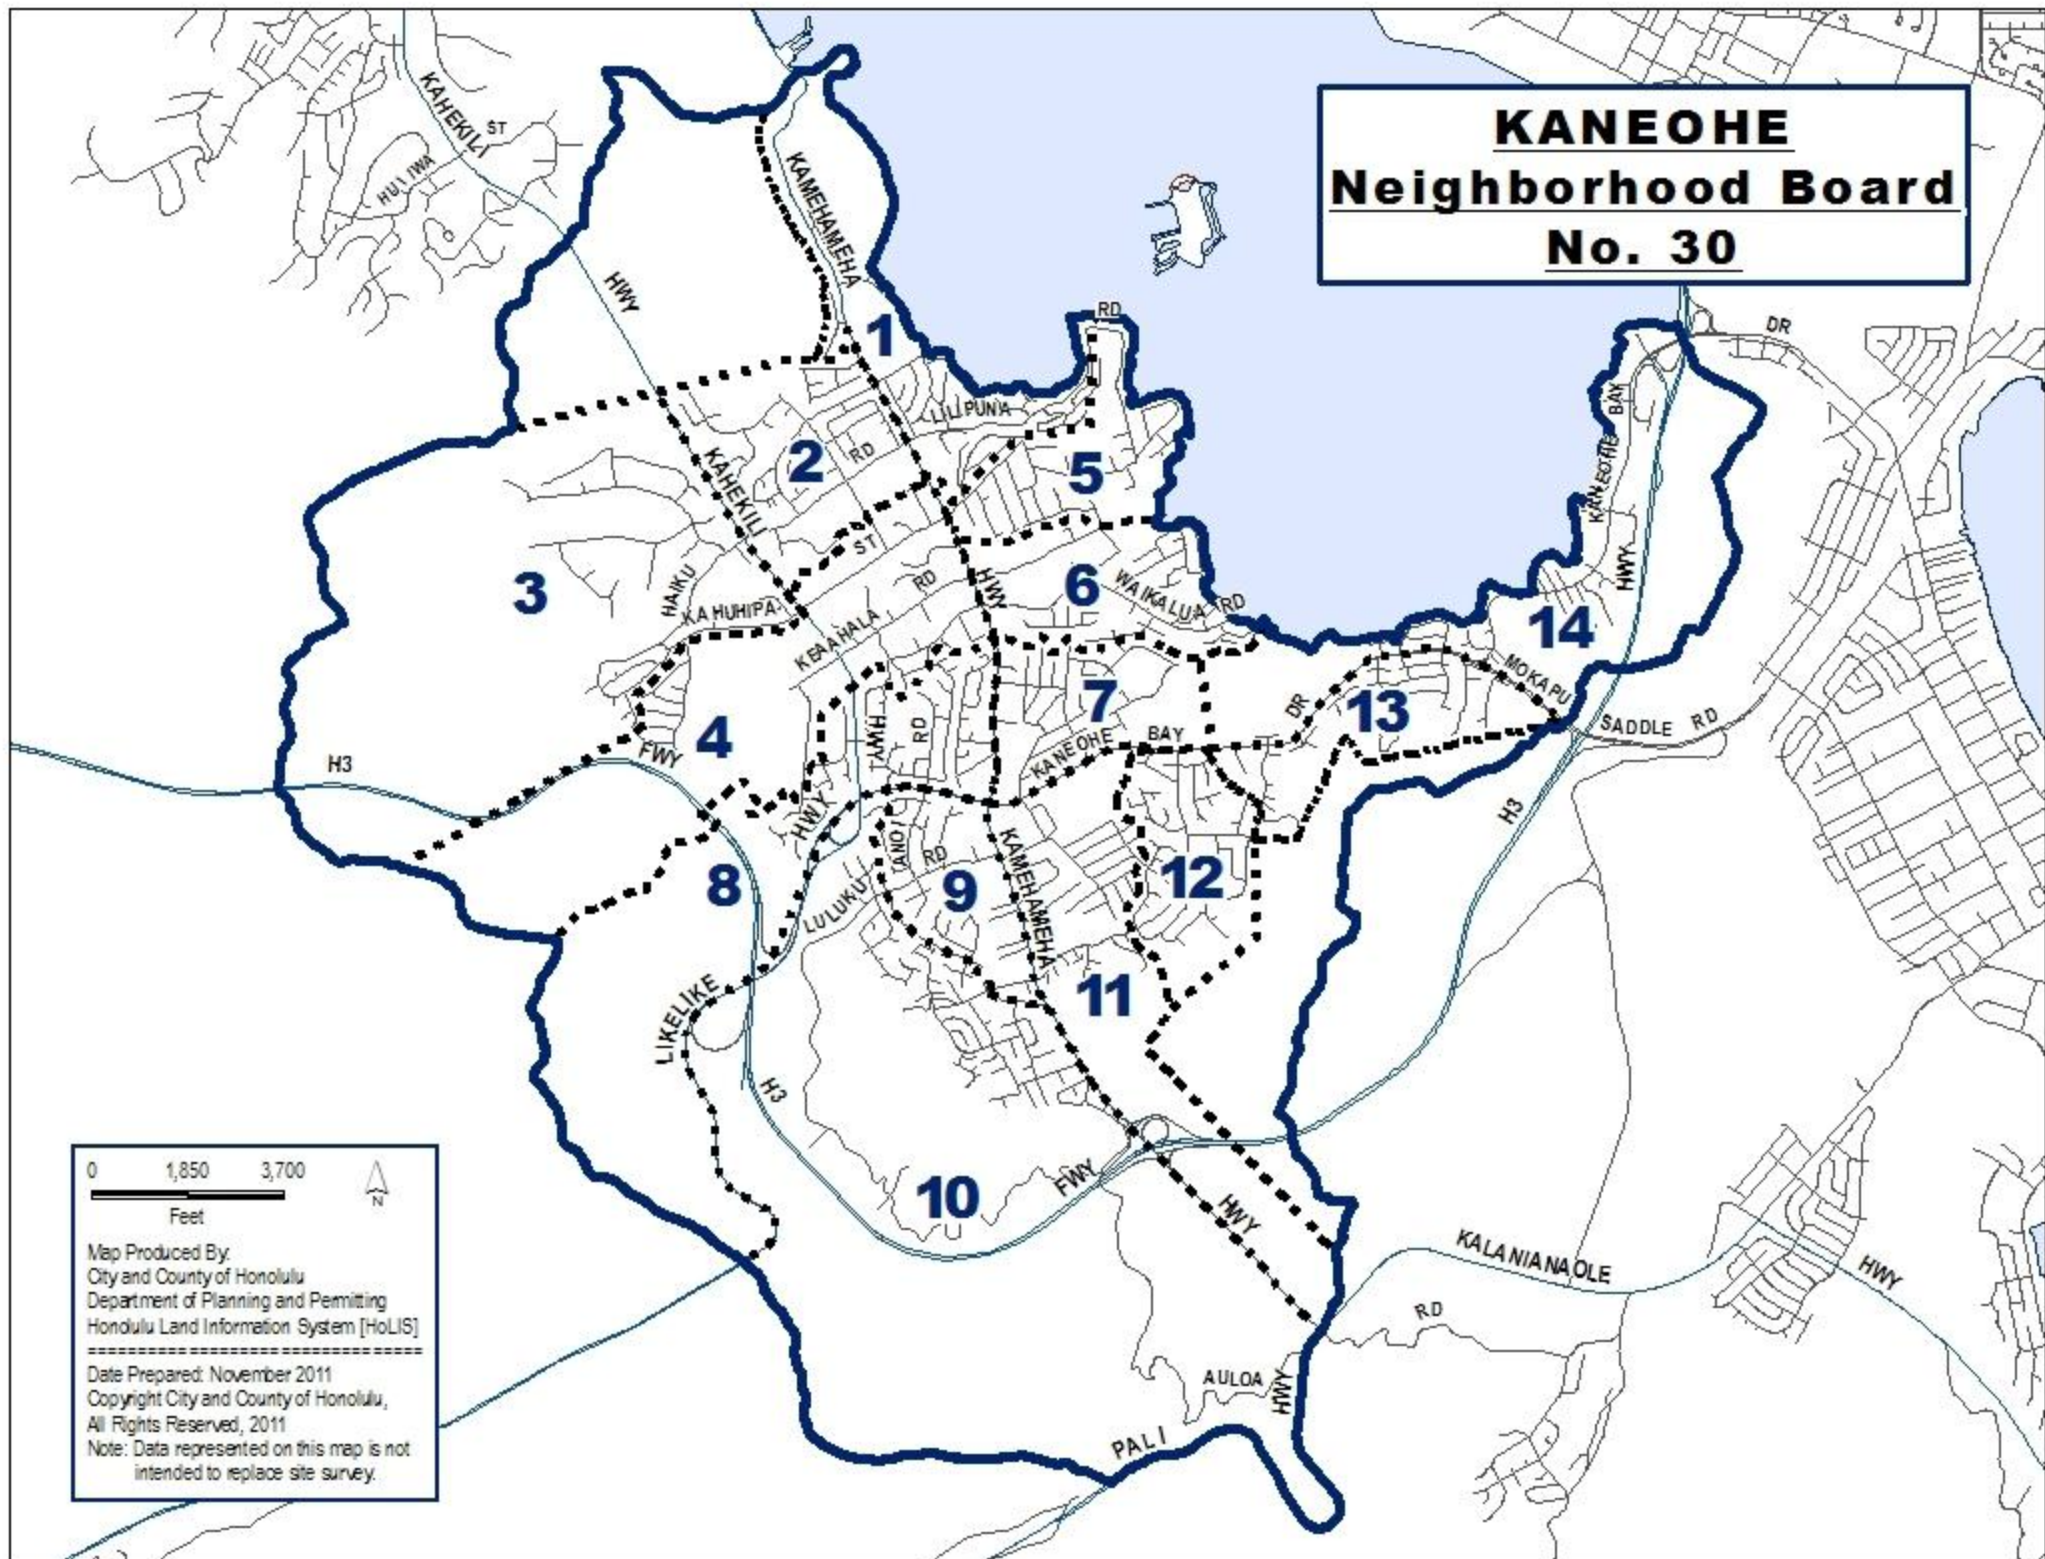 KANEOHE
Neighborhood Board
No. 30
KAHEKILI
ST
HUI IWA
HWY
KAMEHAMEHA
RD
DR
1
LILIPUNA
BAY
KANEOHE
HWY
2
RD
KAHEKILI
5
ST
3
HAIKU
KAHUHIPA
RD
HWY
6
WAIKALUA RD
KEAAHALA
14
MOKAPU
SADDLE RD
4
FWY
H3
HWY
RD
7
KANEOHE BAY
DR
13
HWY
8
ANOI
RD
LULUKU
9
KAMEHAMEHA
12
H3
11
LIKELIKE
H3
10
FWY
HWY
KALANIANAOLE
HWY
RD
AULOA
HWY
PALI
0 1,850 3,700
Feet
N
Map Produced By:
City and County of Honolulu
Department of Planning and Permitting
Honolulu Land Information System [HoLIS]
==================================
Date Prepared: November 2011
Copyright City and County of Honolulu,
All Rights Reserved, 2011
Note: Data represented on this map is not
intended to replace site survey.